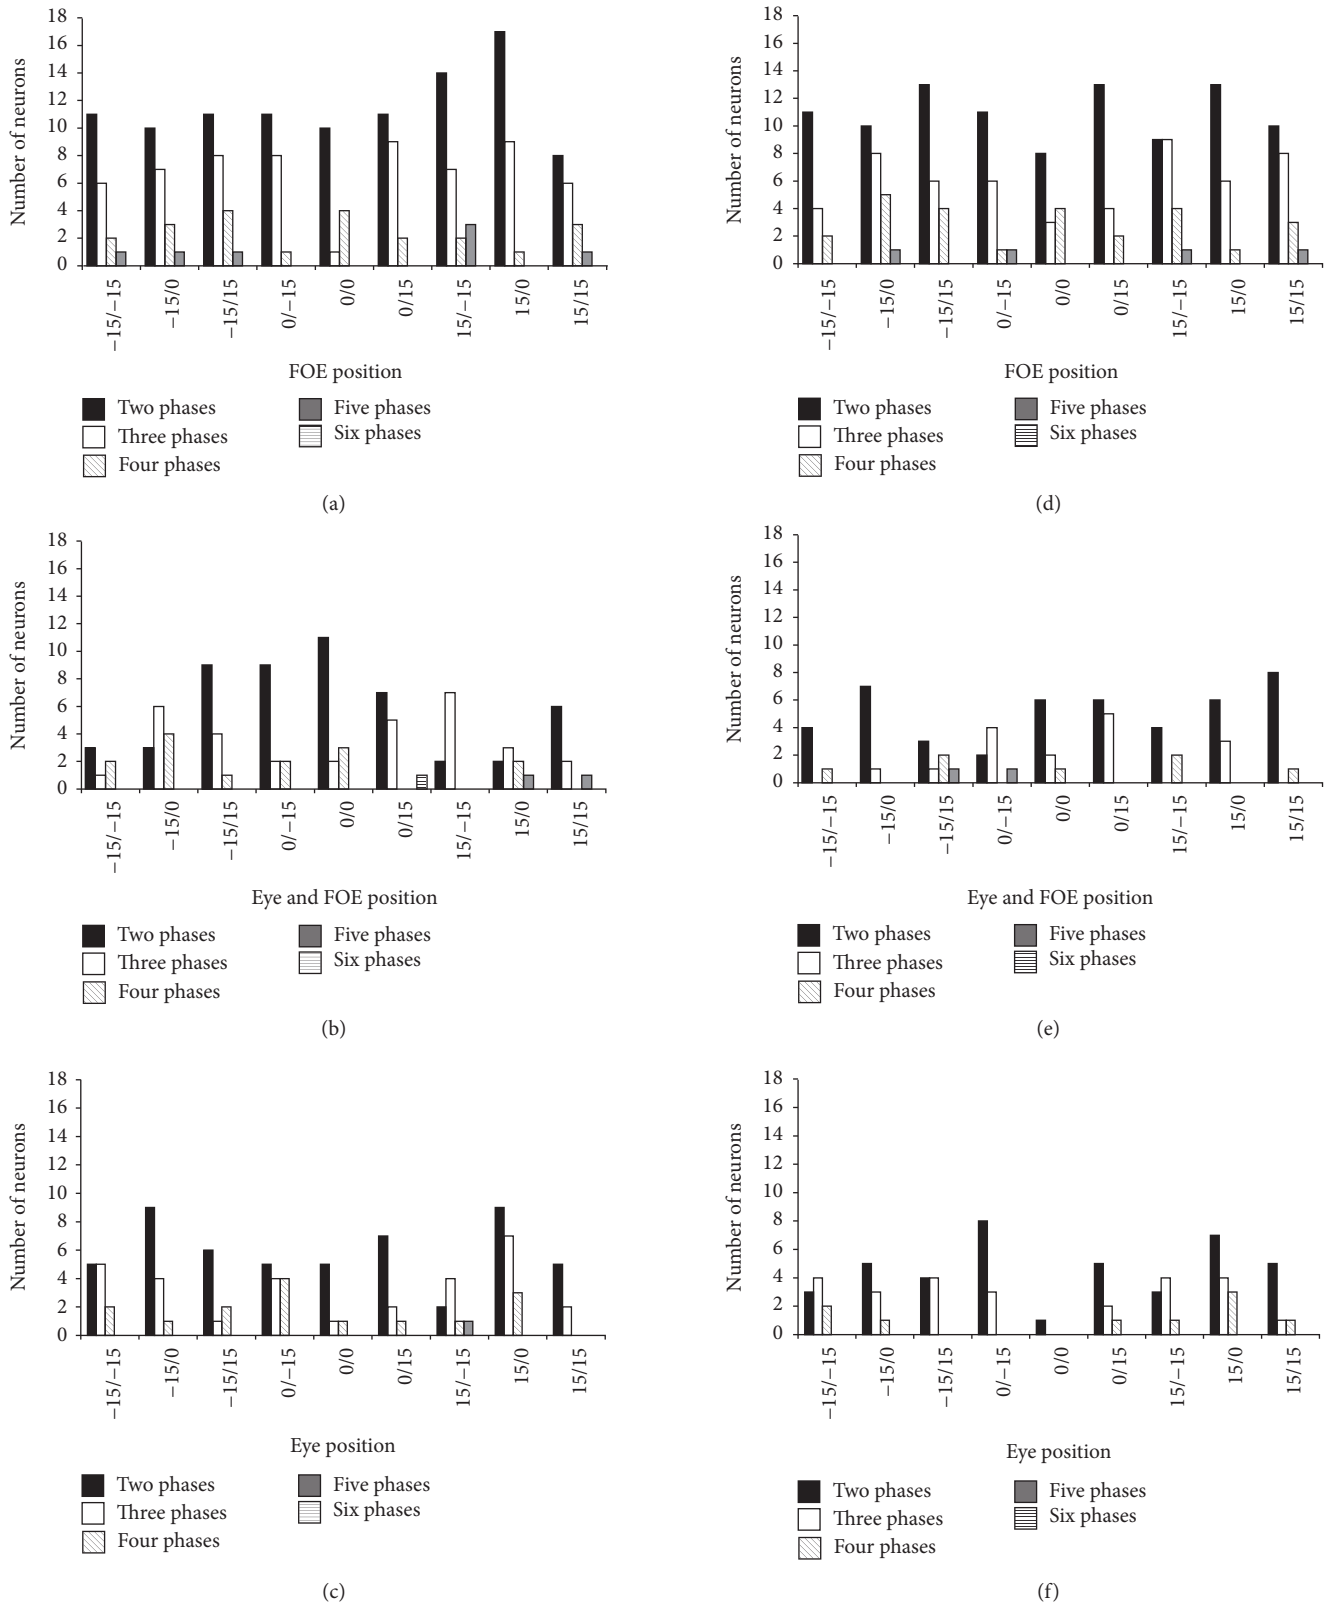 Number of neurons
18
16
14
12
10
8
6
4
2
0
−15/−15
−15/0
−15/15
0/−15
0/0
0/15
15/−15
15/0
15/15
FOE position
Two phases
Three phases
Four phases
Five phases
Six phases
(a)
Number of neurons
18
16
14
12
10
8
6
4
2
0
−15/−15
−15/0
−15/15
0/−15
0/0
0/15
15/−15
15/0
15/15
FOE position
Two phases
Three phases
Four phases
Five phases
Six phases
(d)
Number of neurons
18
16
14
12
10
8
6
4
2
0
−15/−15
−15/0
−15/15
0/−15
0/0
0/15
15/−15
15/0
15/15
Eye and FOE position
Two phases
Three phases
Four phases
Five phases
Six phases
(b)
Number of neurons
18
16
14
12
10
8
6
4
2
0
−15/−15
−15/0
−15/15
0/−15
0/0
0/15
15/−15
15/0
15/15
Eye and FOE position
Two phases
Three phases
Four phases
Five phases
Six phases
(e)
Number of neurons
18
16
14
12
10
8
6
4
2
0
−15/−15
−15/0
−15/15
0/−15
0/0
0/15
15/−15
15/0
15/15
Eye position
Two phases
Three phases
Four phases
Five phases
Six phases
(c)
Number of neurons
18
16
14
12
10
8
6
4
2
0
−15/−15
−15/0
−15/15
0/−15
0/0
0/15
15/−15
15/0
15/15
Eye position
Two phases
Three phases
Four phases
Five phases
Six phases
(f)